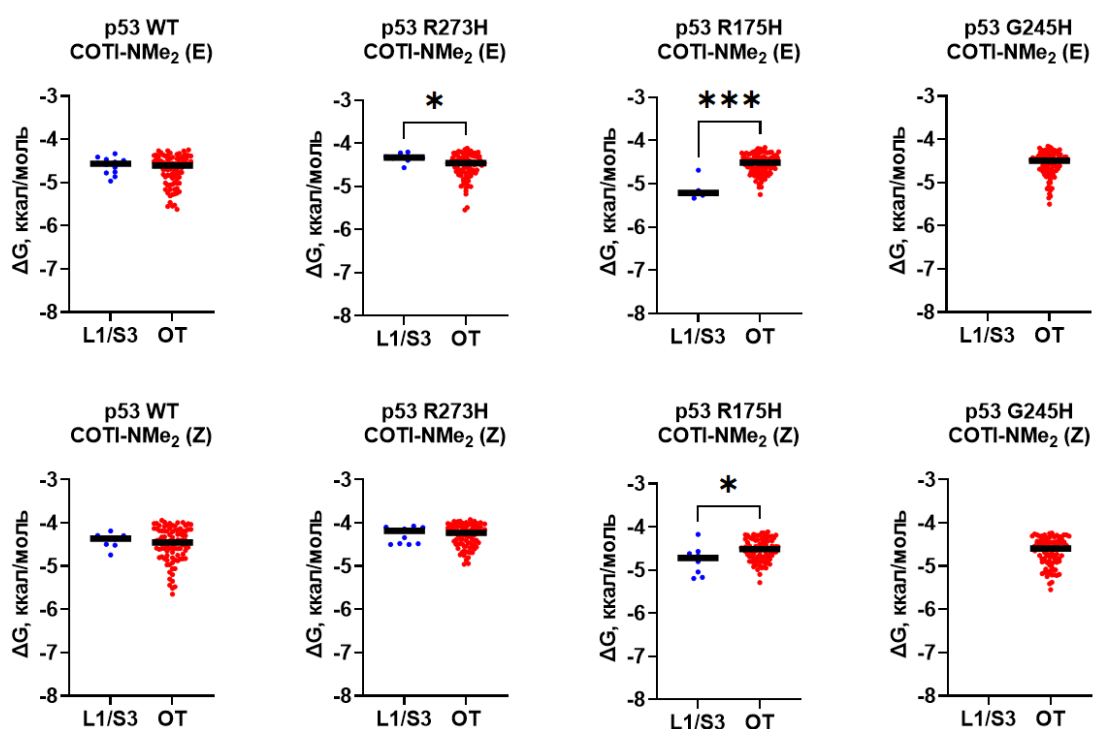 p53 WT
COTI-NMe₂ (E)
p53 R273H
COTI-NMe₂ (E)
p53 R175H
COTI-NMe₂ (E)
p53 G245H
COTI-NMe₂ (E)
ΔG, ккал/моль
-3
-4
-5
-6
-7
-8
L1/S3 OT
ΔG, ккал/моль
-3
-4
-5
-6
-7
-8
*
L1/S3 OT
ΔG, ккал/моль
-3
-4
-5
-6
-7
-8
***
L1/S3 OT
ΔG, ккал/моль
-3
-4
-5
-6
-7
-8
L1/S3 OT
p53 WT
COTI-NMe₂ (Z)
p53 R273H
COTI-NMe₂ (Z)
p53 R175H
COTI-NMe₂ (Z)
p53 G245H
COTI-NMe₂ (Z)
ΔG, ккал/моль
-3
-4
-5
-6
-7
-8
L1/S3 OT
ΔG, ккал/моль
-3
-4
-5
-6
-7
-8
L1/S3 OT
ΔG, ккал/моль
-3
-4
-5
-6
-7
-8
*
L1/S3 OT
ΔG, ккал/моль
-3
-4
-5
-6
-7
-8
L1/S3 OT